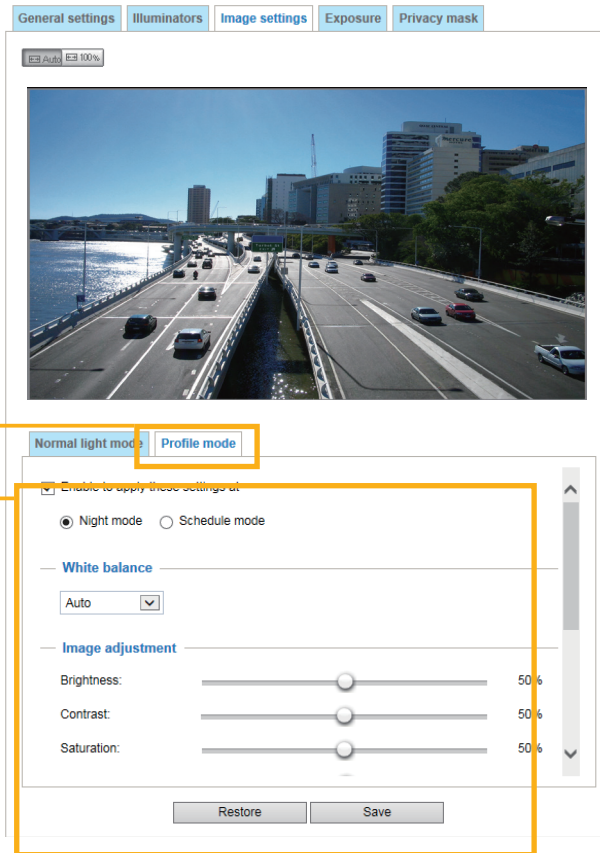 General settings Illuminators Image settings Exposure Privacy mask
Auto 100%
Normal light mode Profile mode
Enable to apply these settings at
Night mode Schedule mode
White balance
Auto
Image adjustment
Brightness: 50%
Contrast: 50%
Saturation: 50%
Restore Save